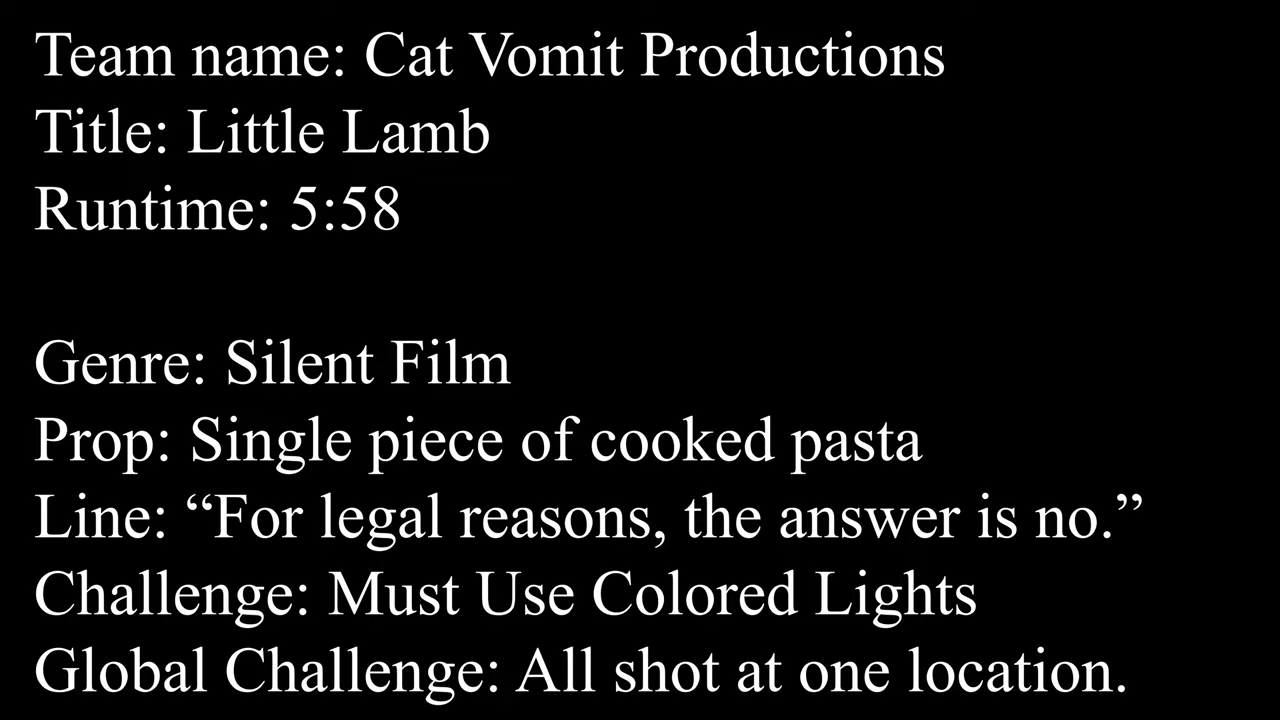 Team name: Cat Vomit Productions
Title: Little Lamb
Runtime: 5:58
Genre: Silent Film
Prop: Single piece of cooked pasta
Line: “For legal reasons, the answer is no.”
Challenge: Must Use Colored Lights
Global Challenge: All shot at one location.